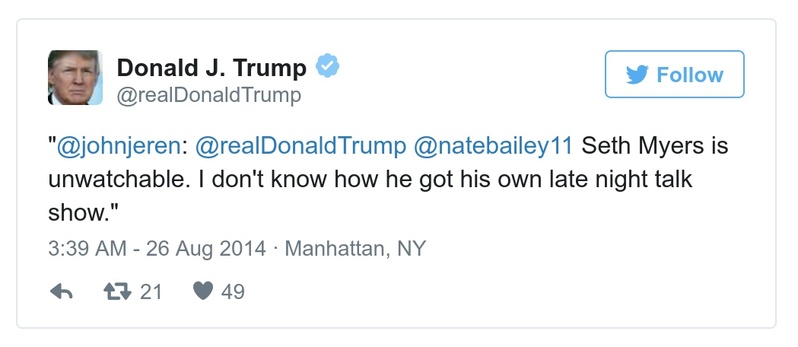 Donald J. Trump
Follow
@realDonaldTrump
"@johnjeren: @realDonaldTrump @natebailey11 Seth Myers is
unwatchable. I don't know how he got his own late night talk
show."
3:39 AM - 26 Aug 2014 · Manhattan, NY
21 49